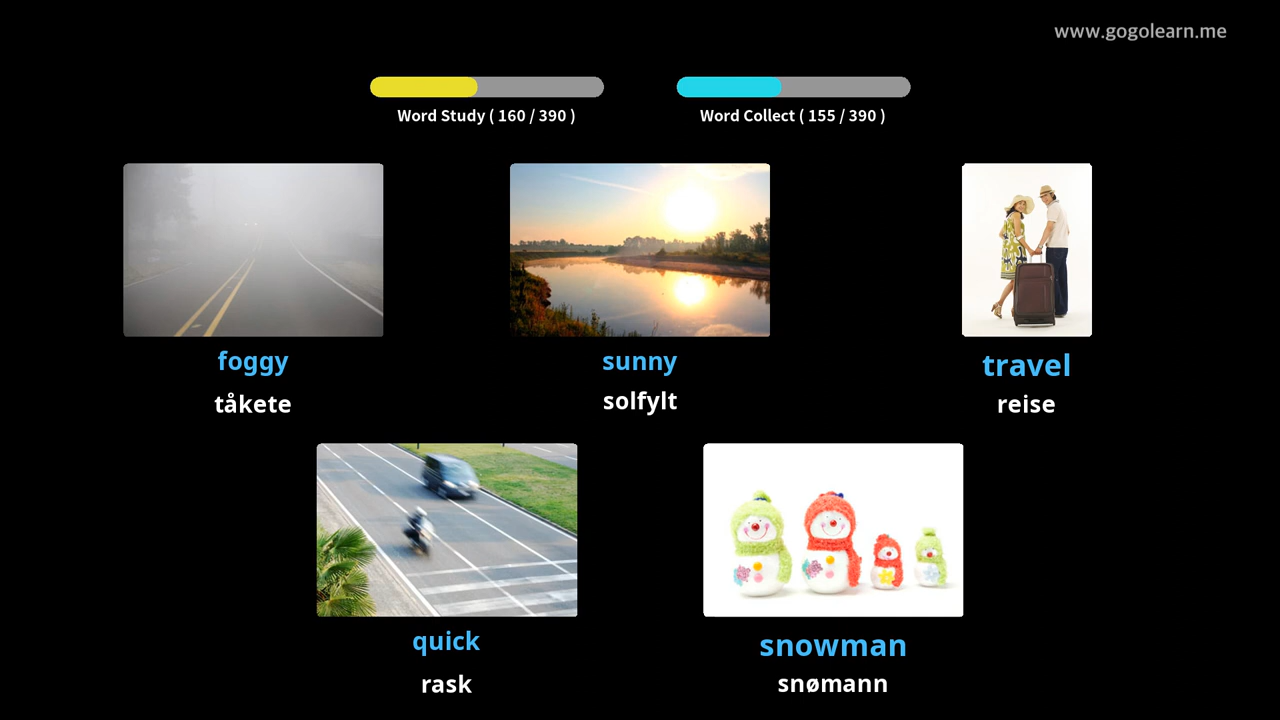 www.gogolearn.me
Word Study ( 160 / 390 )
Word Collect ( 155 / 390 )
foggy
tåkete
sunny
solfylt
travel
reise
quick
rask
snowman
snømann